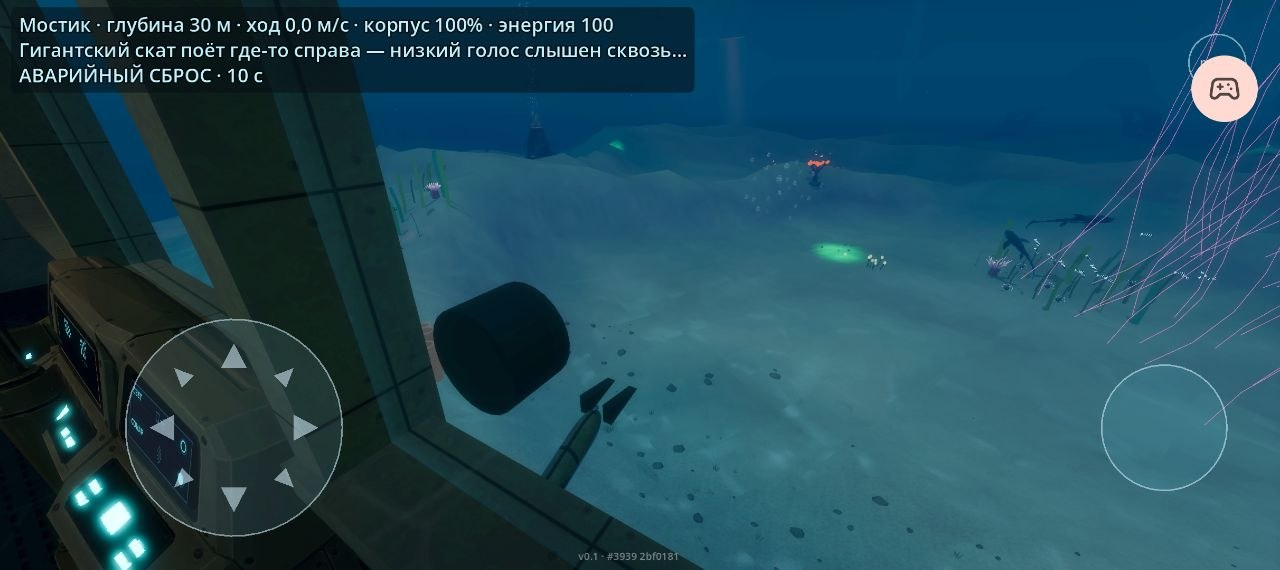 Мостик · глубина 30 м · ход 0,0 м/с · корпус 100% · энергия 100
Гигантский скат поёт где-то справа — низкий голос слышен сквозь...
АВАРИЙНЫЙ СБРОС · 10 с
v0.1 · #3939 2bf0181